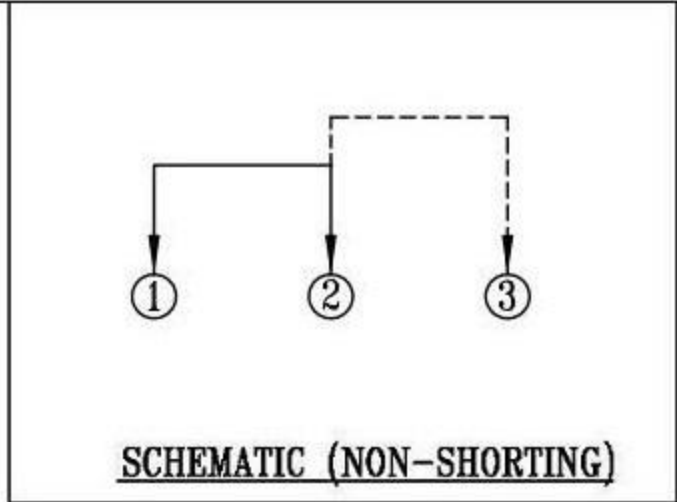 ① ② ③
SCHEMATIC (NON-SHORTING)